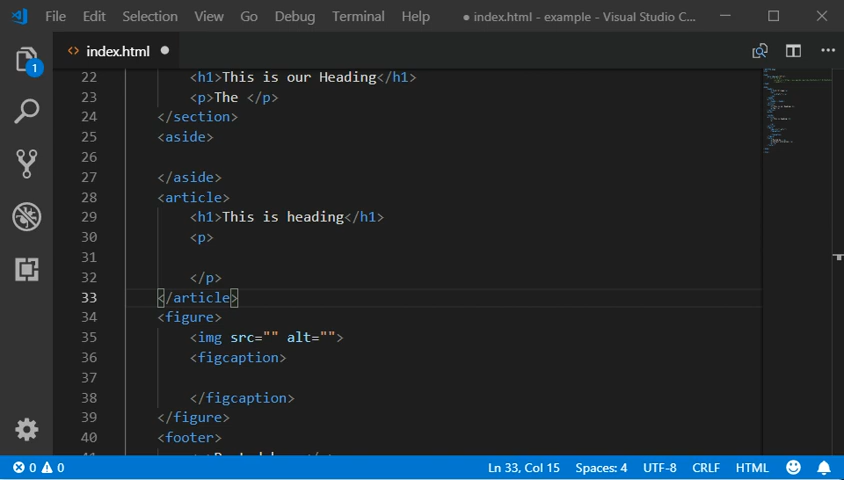 File Edit Selection View Go Debug Terminal Help ● index.html - example - Visual Studio C...
<> index.html ●
1
22 <h1>This is our Heading</h1>
23 <p>The </p>
24 </section>
25 <aside>
26
27 </aside>
28 <article>
29 <h1>This is heading</h1>
30 <p>
31
32 </p>
33 </article>
34 <figure>
35 <img src="" alt="">
36 <figcaption>
37
38 </figcaption>
39 </figure>
40 <footer>
0 0 Ln 33, Col 15 Spaces: 4 UTF-8 CRLF HTML